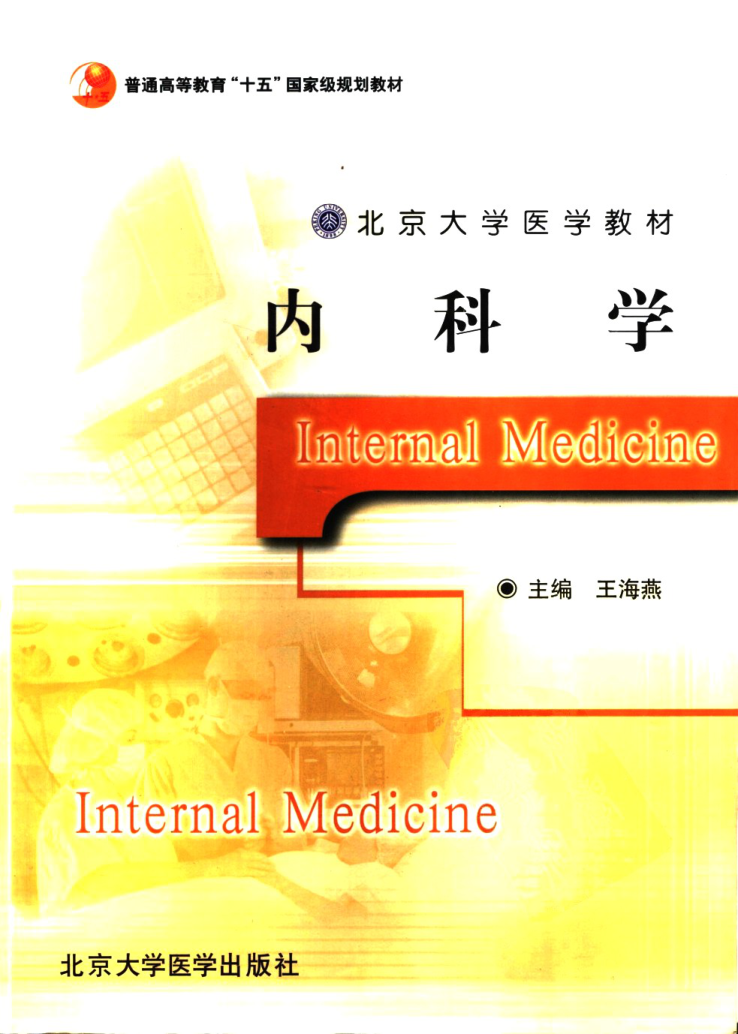 普通高等教育“十五”国家级规划教材
十·五
北京大学医学教材
内科学
Internal Medicine
主编 王海燕
Internal Medicine
北京大学医学出版社